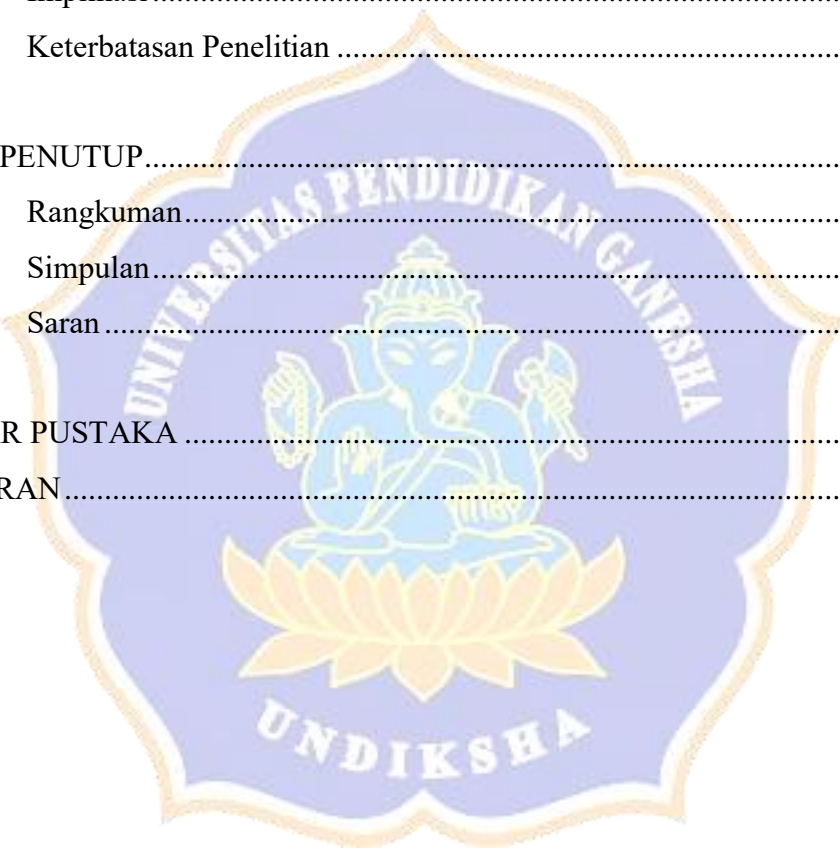 Keterbatasan Penelitian ........................................................
PENUTUP........................................................................
Rangkuman........................................................................
Simpulan........................................................................
Saran ........................................................................
R PUSTAKA ........................................................................
RAN........................................................................
UNIVERSITAS PENDIDIKAN GANESHA
UNDIKSHA